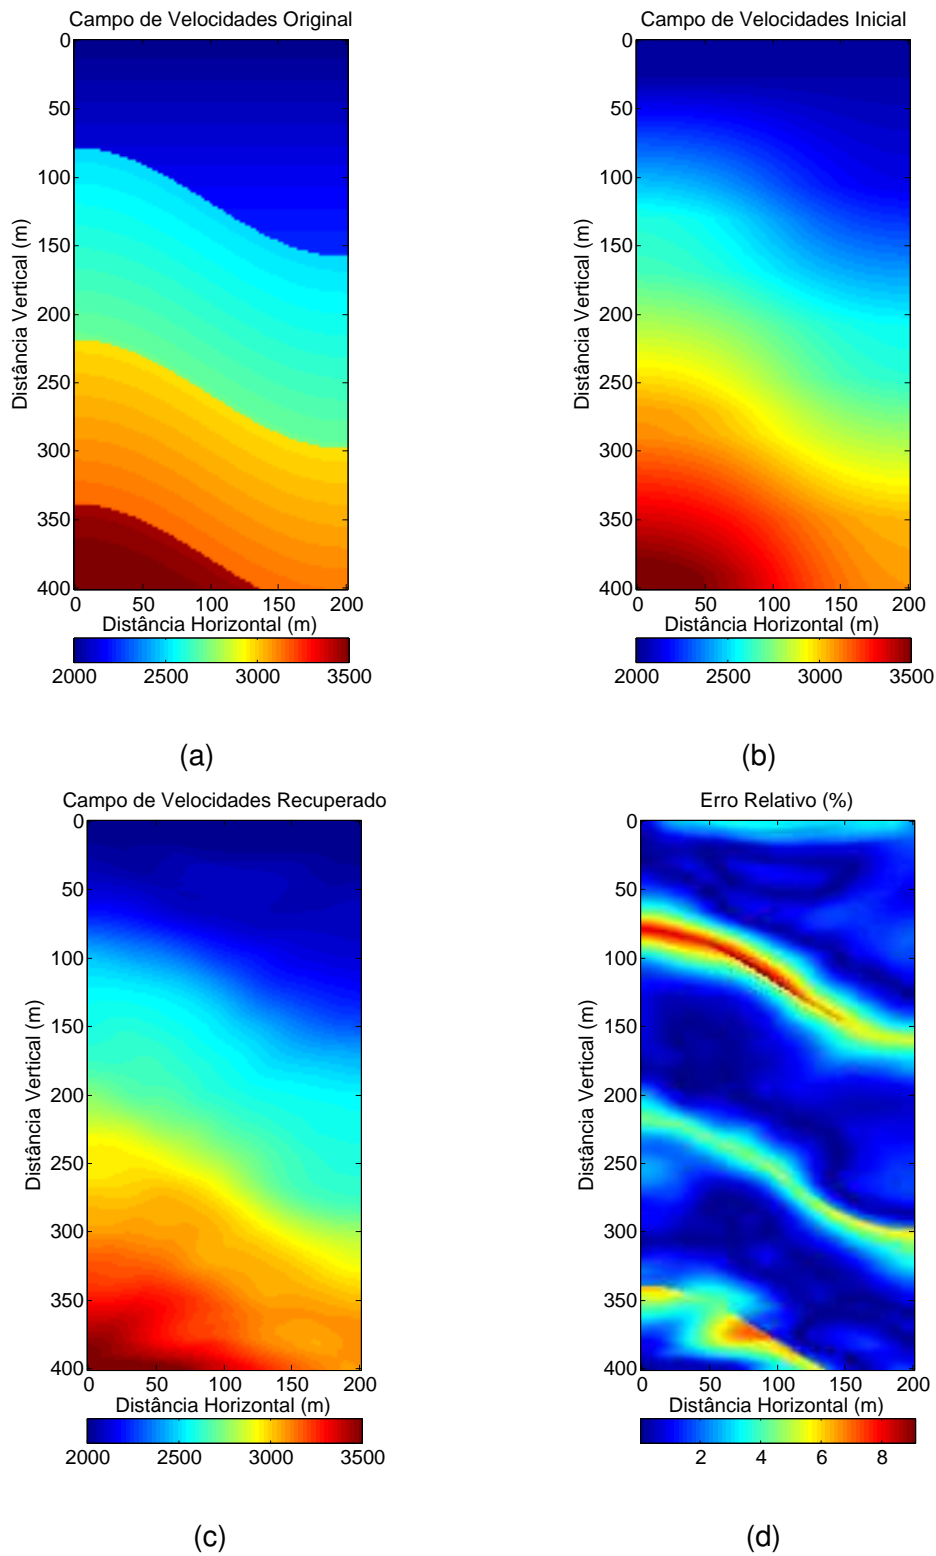 Campo de Velocidades Original
0
50
100
150
200
250
300
350
400
Distância Vertical (m)
0 50 100 150 200
Distância Horizontal (m)
2000 2500 3000 3500
(a)
Campo de Velocidades Inicial
0
50
100
150
200
250
300
350
400
Distância Vertical (m)
0 50 100 150 200
Distância Horizontal (m)
2000 2500 3000 3500
(b)
Campo de Velocidades Recuperado
0
50
100
150
200
250
300
350
400
Distância Vertical (m)
0 50 100 150 200
Distância Horizontal (m)
2000 2500 3000 3500
(c)
Erro Relativo (%)
0
50
100
150
200
250
300
350
400
Distância Vertical (m)
0 50 100 150 200
Distância Horizontal (m)
2 4 6 8
(d)